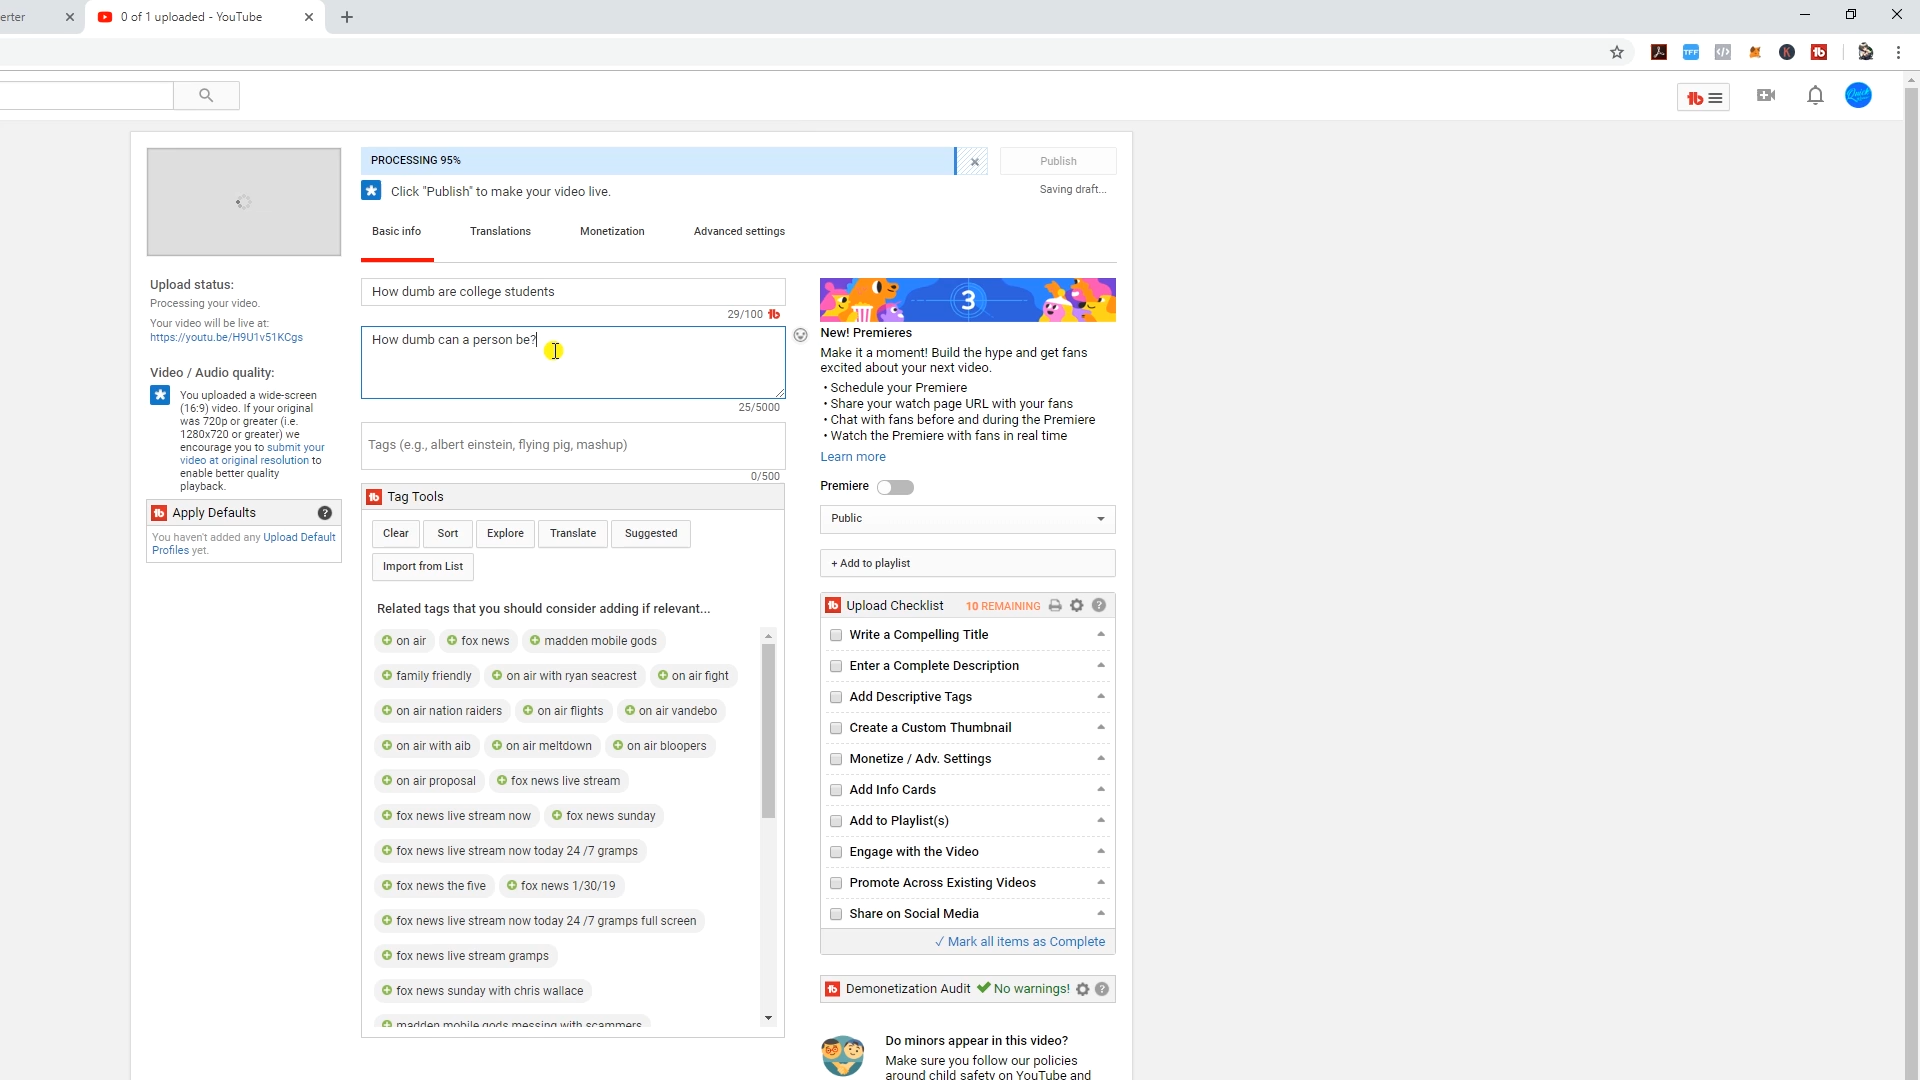 erter
0 of 1 uploaded - YouTube
PROCESSING 95%
Publish
Click "Publish" to make your video live.
Saving draft...
Basic info
Translations
Monetization
Advanced settings
Upload status:
Processing your video.
Your video will be live at:
https://youtu.be/H9U1v51KCgs
Video / Audio quality:
You uploaded a wide-screen
(16:9) video. If your original
was 720p or greater (i.e.
1280x720 or greater) we
encourage you to submit your
video at original resolution to
enable better quality
playback.
Apply Defaults
You haven't added any Upload Default
Profiles yet.
How dumb are college students
29/100
How dumb can a person be?
25/5000
Tags (e.g., albert einstein, flying pig, mashup)
0/500
Tag Tools
Clear
Sort
Explore
Translate
Suggested
Import from List
Related tags that you should consider adding if relevant...
on air
fox news
madden mobile gods
family friendly
on air with ryan seacrest
on air fight
on air nation raiders
on air flights
on air vandebo
on air with aib
on air meltdown
on air bloopers
on air proposal
fox news live stream
fox news live stream now
fox news sunday
fox news live stream now today 24 /7 gramps
fox news the five
fox news 1/30/19
fox news live stream now today 24 /7 gramps full screen
fox news live stream gramps
fox news sunday with chris wallace
madden mobile gods messing with scammers
3
New! Premieres
Make it a moment! Build the hype and get fans
excited about your next video.
• Schedule your Premiere
• Share your watch page URL with your fans
• Chat with fans before and during the Premiere
• Watch the Premiere with fans in real time
Learn more
Premiere
Public
+ Add to playlist
Upload Checklist
10 REMAINING
Write a Compelling Title
Enter a Complete Description
Add Descriptive Tags
Create a Custom Thumbnail
Monetize / Adv. Settings
Add Info Cards
Add to Playlist(s)
Engage with the Video
Promote Across Existing Videos
Share on Social Media
✓ Mark all items as Complete
Demonetization Audit
No warnings!
Do minors appear in this video?
Make sure you follow our policies
around child safety on YouTube and